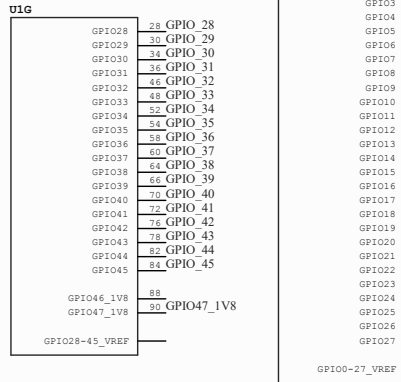 U1G
GPIO28 28 GPIO_28
GPIO29 30 GPIO_29
GPIO30 34 GPIO_30
GPIO31 36 GPIO_31
GPIO32 46 GPIO_32
GPIO33 48 GPIO_33
GPIO34 52 GPIO_34
GPIO35 54 GPIO_35
GPIO36 58 GPIO_36
GPIO37 60 GPIO_37
GPIO38 64 GPIO_38
GPIO39 66 GPIO_39
GPIO40 70 GPIO_40
GPIO41 72 GPIO_41
GPIO42 76 GPIO_42
GPIO43 78 GPIO_43
GPIO44 82 GPIO_44
GPIO45 84 GPIO_45
GPIO46_1V8 88
GPIO47_1V8 90 GPIO47_1V8
GPIO28-45_VREF
GPIO3
GPIO4
GPIO5
GPIO6
GPIO7
GPIO8
GPIO9
GPIO10
GPIO11
GPIO12
GPIO13
GPIO14
GPIO15
GPIO16
GPIO17
GPIO18
GPIO19
GPIO20
GPIO21
GPIO22
GPIO23
GPIO24
GPIO25
GPIO26
GPIO27
GPIO0-27_VREF